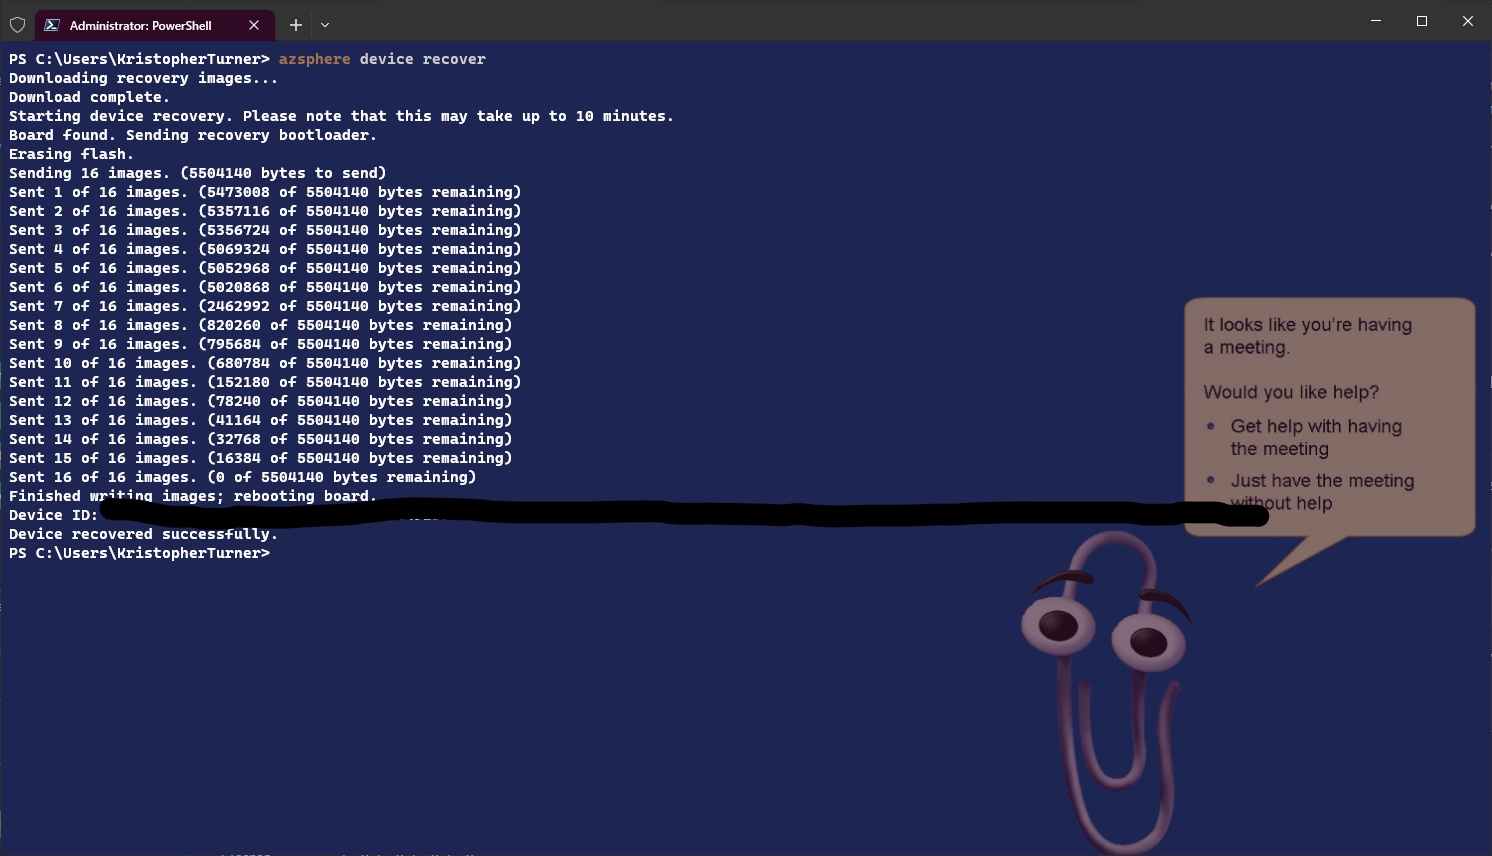 Administrator: PowerShell
PS C:\Users\KristopherTurner> azsphere device recover
Downloading recovery images...
Download complete.
Starting device recovery. Please note that this may take up to 10 minutes.
Board found. Sending recovery bootloader.
Erasing flash.
Sending 16 images. (5504140 bytes to send)
Sent 1 of 16 images. (5473008 of 5504140 bytes remaining)
Sent 2 of 16 images. (5357116 of 5504140 bytes remaining)
Sent 3 of 16 images. (5356724 of 5504140 bytes remaining)
Sent 4 of 16 images. (5069324 of 5504140 bytes remaining)
Sent 5 of 16 images. (5052968 of 5504140 bytes remaining)
Sent 6 of 16 images. (5020868 of 5504140 bytes remaining)
Sent 7 of 16 images. (2462992 of 5504140 bytes remaining)
Sent 8 of 16 images. (820260 of 5504140 bytes remaining)
Sent 9 of 16 images. (795684 of 5504140 bytes remaining)
Sent 10 of 16 images. (680784 of 5504140 bytes remaining)
Sent 11 of 16 images. (152180 of 5504140 bytes remaining)
Sent 12 of 16 images. (78240 of 5504140 bytes remaining)
Sent 13 of 16 images. (41164 of 5504140 bytes remaining)
Sent 14 of 16 images. (32768 of 5504140 bytes remaining)
Sent 15 of 16 images. (16384 of 5504140 bytes remaining)
Sent 16 of 16 images. (0 of 5504140 bytes remaining)
Finished writing images; rebooting board.
Device ID:
Device recovered successfully.
PS C:\Users\KristopherTurner>
It looks like you're having
a meeting.
Would you like help?
• Get help with having
the meeting
• Just have the meeting
without help